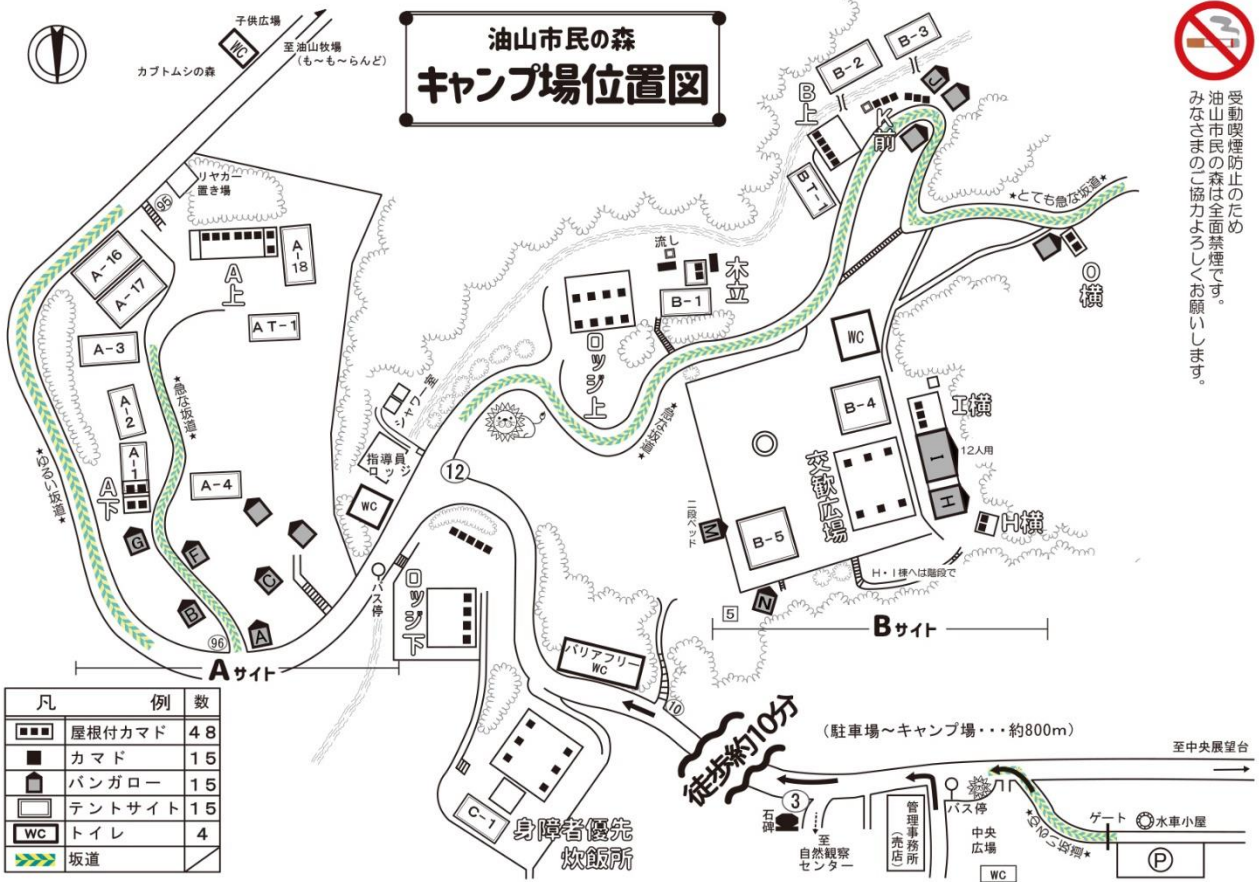 油山市民の森
キャンプ場位置図
子供広場
WC
至油山牧場
(も〜も〜らんど)
カブトムシの森
受動喫煙防止のため
油山市民の森は全面禁煙です。
みなさまのご協力よろしくお願いします。
リヤカー
置き場
95
A-16
A-17
A上
A-18
AT-1
A-3
A-2
A-1
A下
A-4
★急な坂道★
★ゆるい坂道★
G
F
C
B
A
96
Aサイト
シャワー室
指導員
ロッジ
WC
バス停
12
ロッジ下
ロッジ上
流し
木立
B-1
★急な坂道★
B-2
B-3
B上
BT-1
K前
J
★とても急な坂道★
O横
WC
B-4
I横
12人用
I
H
H横
交歓広場
二段ベッド
M
B-5
N
5
H・I棟へは階段で
Bサイト
バリアフリー
WC
10
C-1
身障者優先
炊飯所
徒歩約10分
(駐車場〜キャンプ場・・・約800m)
至中央展望台
3
石碑
至
自然観察
センター
管理事務所
(売店)
バス停
中央
広場
WC
★ゆるい坂道★
ゲート
水車小屋
P
凡 例 数
屋根付カマド 48
カマド 15
バンガロー 15
テントサイト 15
WC トイレ 4
坂道